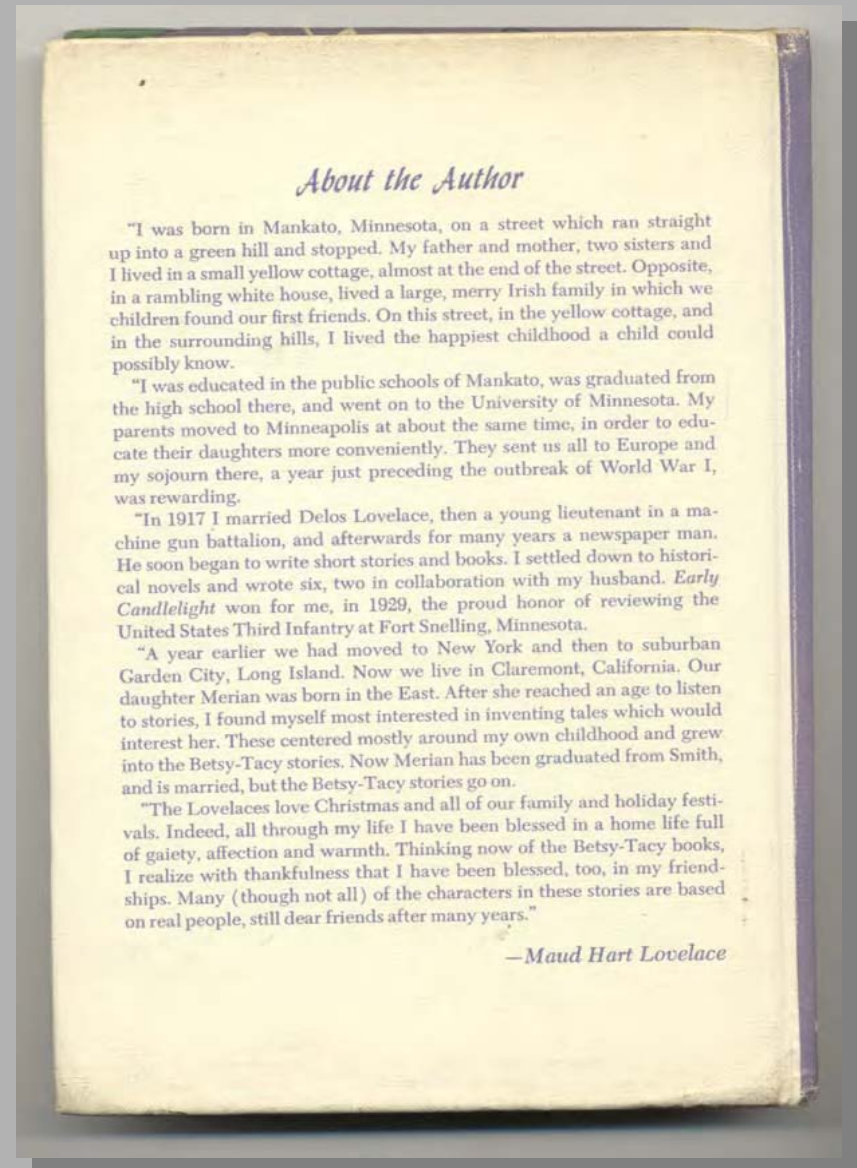 About the Author
"I was born in Mankato, Minnesota, on a street which ran straight
up into a green hill and stopped. My father and mother, two sisters and
I lived in a small yellow cottage, almost at the end of the street. Opposite,
in a rambling white house, lived a large, merry Irish family in which we
children found our first friends. On this street, in the yellow cottage, and
in the surrounding hills, I lived the happiest childhood a child could
possibly know.
"I was educated in the public schools of Mankato, was graduated from
the high school there, and went on to the University of Minnesota. My
parents moved to Minneapolis at about the same time, in order to edu-
cate their daughters more conveniently. They sent us all to Europe and
my sojourn there, a year just preceding the outbreak of World War I,
was rewarding.
"In 1917 I married Delos Lovelace, then a young lieutenant in a ma-
chine gun battalion, and afterwards for many years a newspaper man.
He soon began to write short stories and books. I settled down to histori-
cal novels and wrote six, two in collaboration with my husband. Early
Candlelight won for me, in 1929, the proud honor of reviewing the
United States Third Infantry at Fort Snelling, Minnesota.
"A year earlier we had moved to New York and then to suburban
Garden City, Long Island. Now we live in Claremont, California. Our
daughter Merian was born in the East. After she reached an age to listen
to stories, I found myself most interested in inventing tales which would
interest her. These centered mostly around my own childhood and grew
into the Betsy-Tacy stories. Now Merian has been graduated from Smith,
and is married, but the Betsy-Tacy stories go on.
"The Lovelaces love Christmas and all of our family and holiday festi-
vals. Indeed, all through my life I have been blessed in a home life full
of gaiety, affection and warmth. Thinking now of the Betsy-Tacy books,
I realize with thankfulness that I have been blessed, too, in my friend-
ships. Many (though not all) of the characters in these stories are based
on real people, still dear friends after many years."
—Maud Hart Lovelace